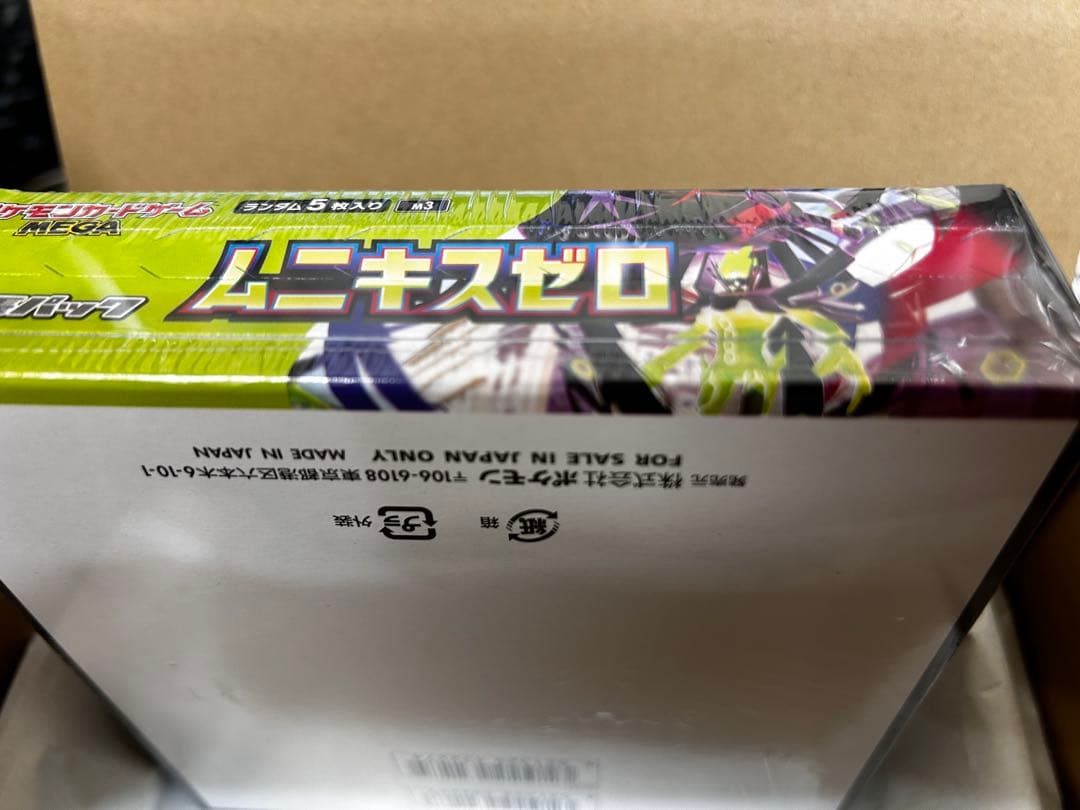 ケモンカードゲーム
MEGA
ランダム5枚入り M3
ムニキスゼロ
パック
FOR SALE IN JAPAN ONLY MADE IN JAPAN
発売元 株式会社ポケモン 〒106-6108 東京都港区六本木6-10-1
外装 プラ 箱 紙